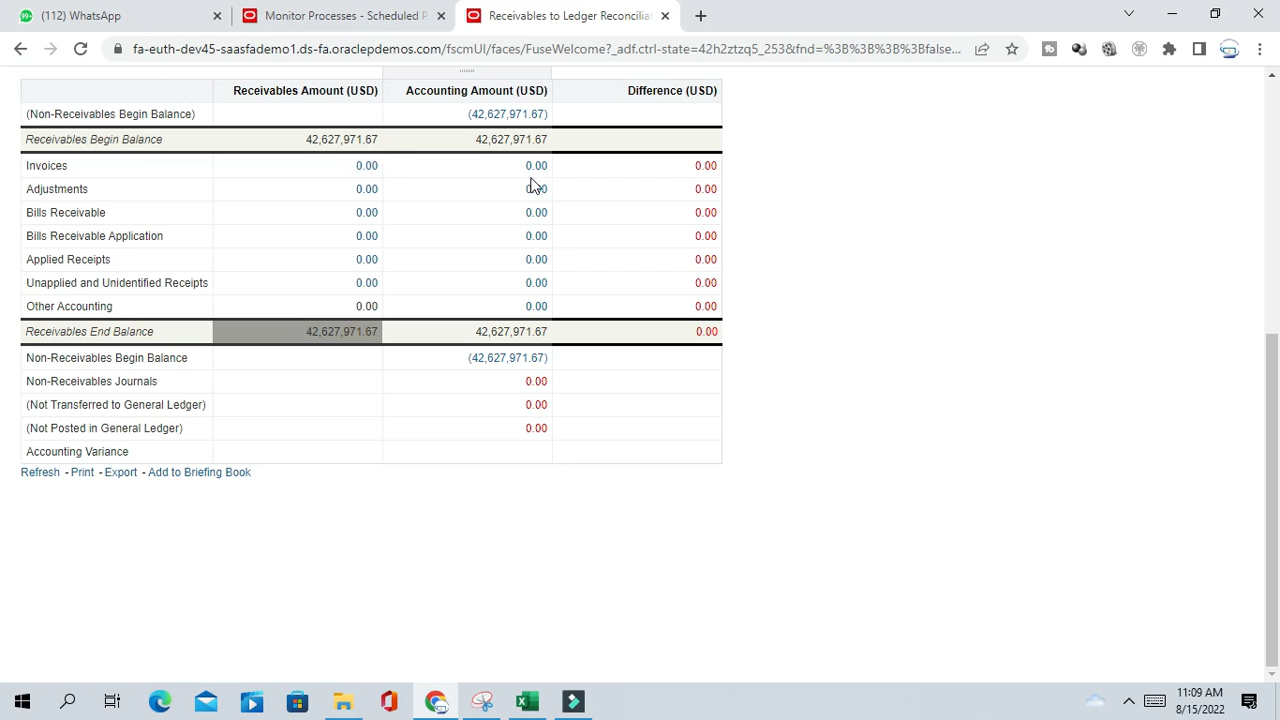 (112) WhatsApp
Monitor Processes - Scheduled P
Receivables to Ledger Reconciliat
fa-euth-dev45-saasfademo1.ds-fa.oraclepdemos.com/fscmUI/faces/FuseWelcome?_adf.ctrl-state=42h2ztzq5_253&fnd=%3B%3B%3B%3Bfalse...
Receivables Amount (USD) Accounting Amount (USD) Difference (USD)
(Non-Receivables Begin Balance) (42,627,971.67)
Receivables Begin Balance 42,627,971.67 42,627,971.67
Invoices 0.00 0.00 0.00
Adjustments 0.00 0.00 0.00
Bills Receivable 0.00 0.00 0.00
Bills Receivable Application 0.00 0.00 0.00
Applied Receipts 0.00 0.00 0.00
Unapplied and Unidentified Receipts 0.00 0.00 0.00
Other Accounting 0.00 0.00 0.00
Receivables End Balance 42,627,971.67 42,627,971.67 0.00
Non-Receivables Begin Balance (42,627,971.67)
Non-Receivables Journals 0.00
(Not Transferred to General Ledger) 0.00
(Not Posted in General Ledger) 0.00
Accounting Variance
Refresh - Print - Export - Add to Briefing Book
11:09 AM
8/15/2022